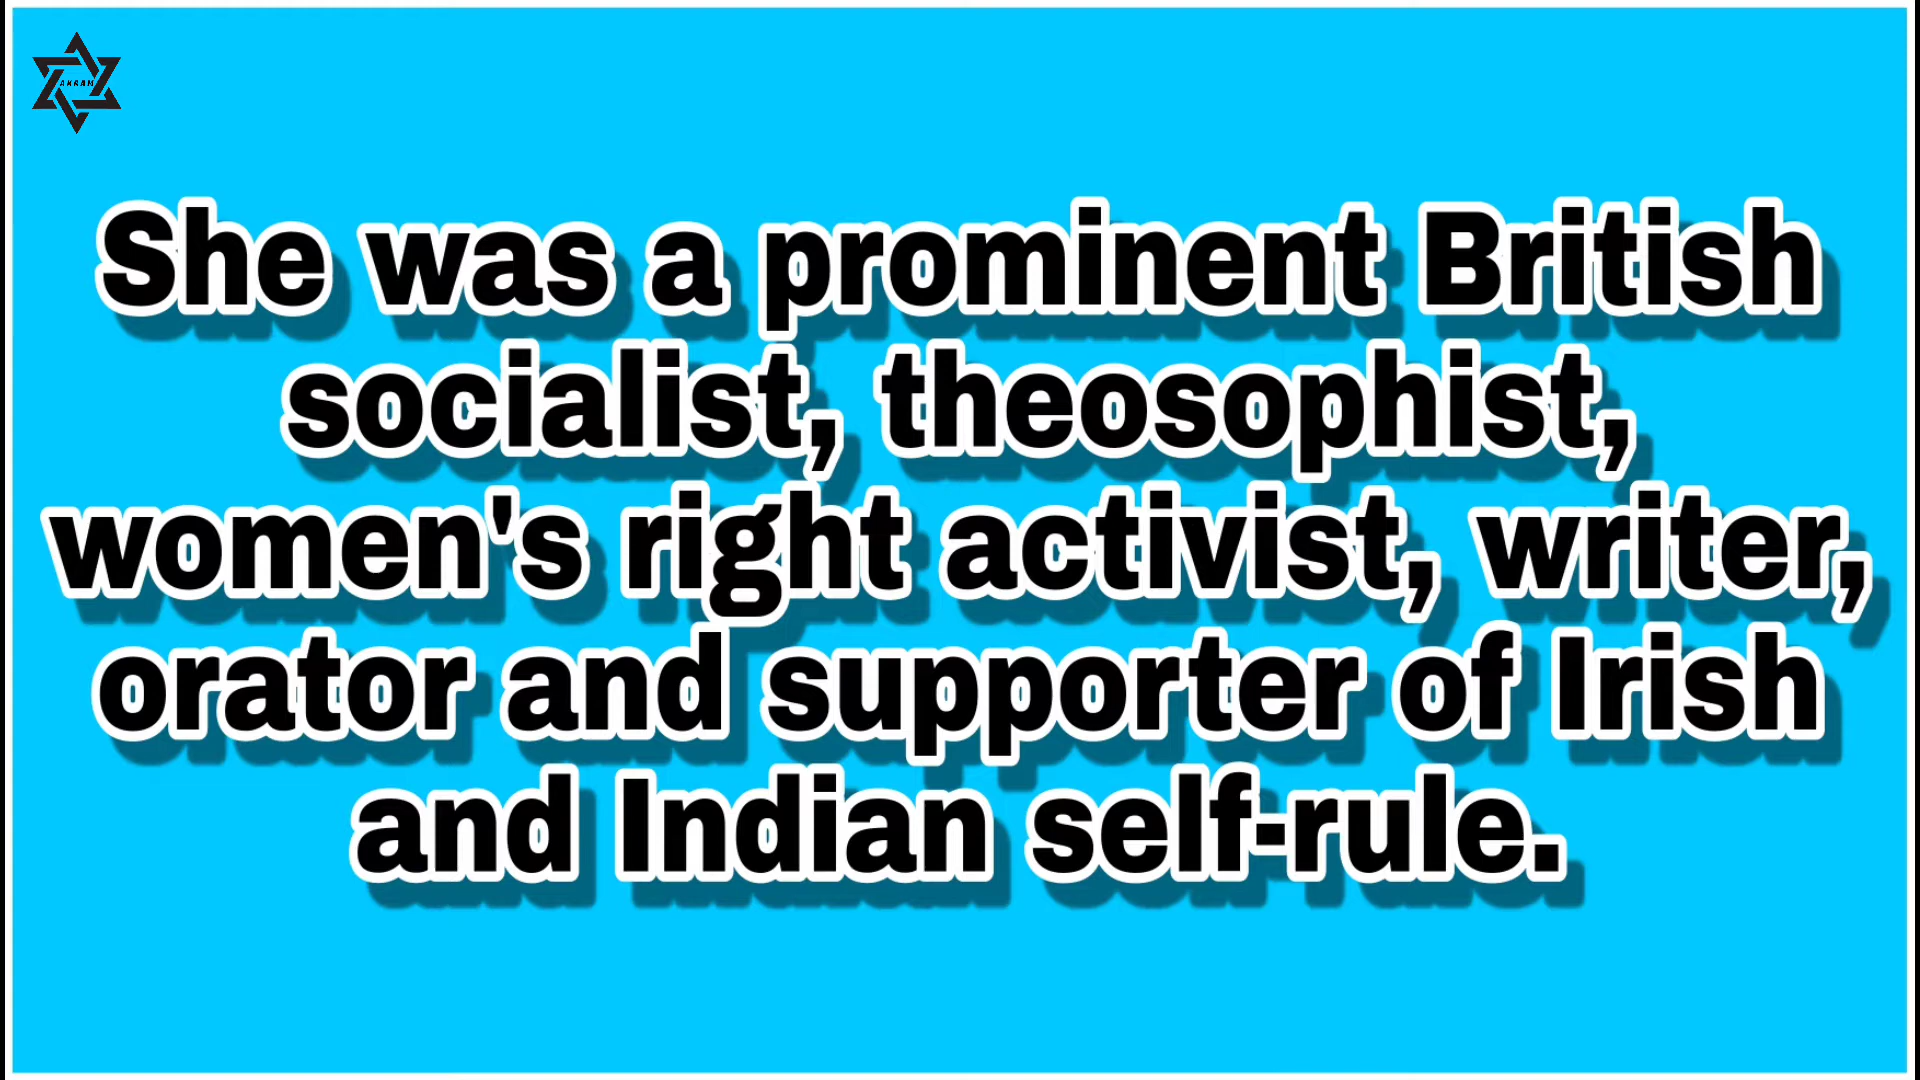 AKRAM
She was a prominent British
socialist, theosophist,
women's right activist, writer,
orator and supporter of Irish
and Indian self-rule.